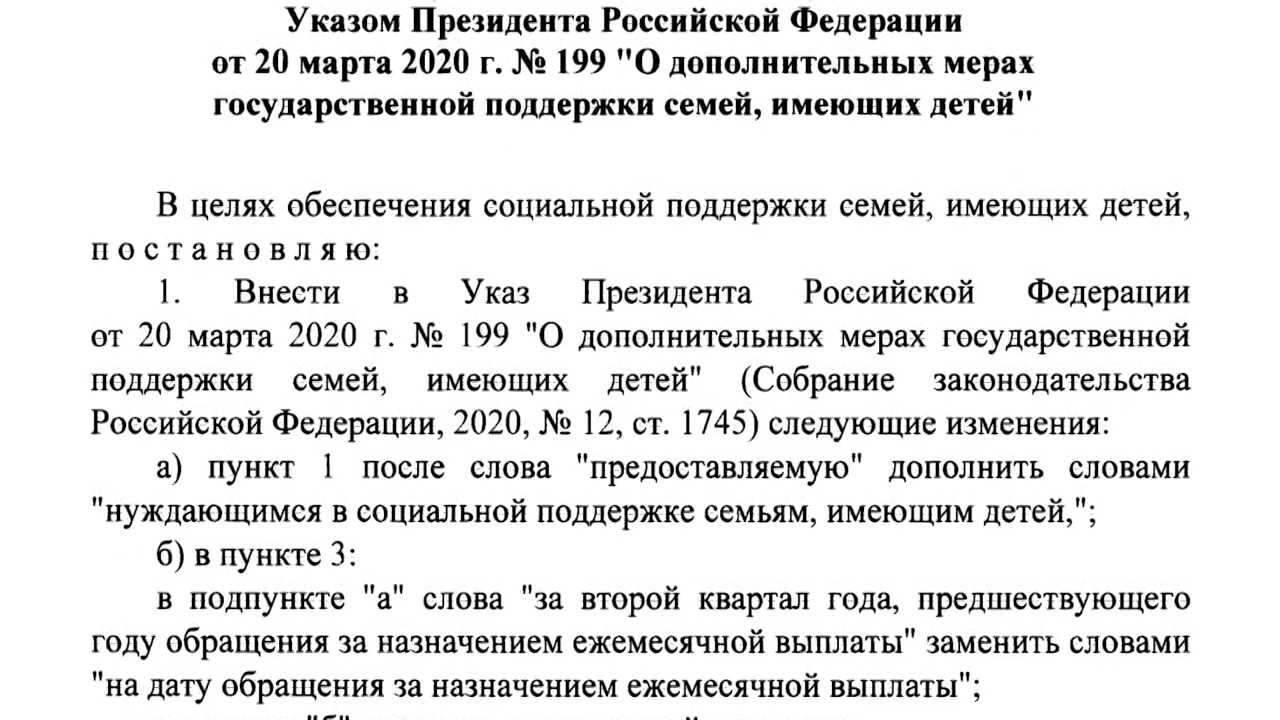 Указом Президента Российской Федерации
от 20 марта 2020 г. № 199 "О дополнительных мерах
государственной поддержки семей, имеющих детей"
В целях обеспечения социальной поддержки семей, имеющих детей,
п о с т а н о в л я ю:
1. Внести в Указ Президента Российской Федерации
от 20 марта 2020 г. № 199 "О дополнительных мерах государственной
поддержки семей, имеющих детей" (Собрание законодательства
Российской Федерации, 2020, № 12, ст. 1745) следующие изменения:
а) пункт 1 после слова "предоставляемую" дополнить словами
"нуждающимся в социальной поддержке семьям, имеющим детей,";
б) в пункте 3:
в подпункте "а" слова "за второй квартал года, предшествующего
году обращения за назначением ежемесячной выплаты" заменить словами
"на дату обращения за назначением ежемесячной выплаты";
"б"